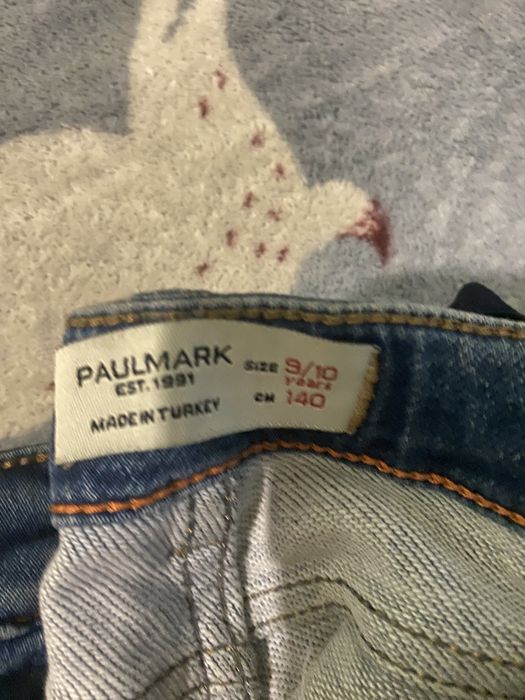 PAULMARK
EST. 1991
MADE IN TURKEY
SIZE 9/10
Years
CM 140